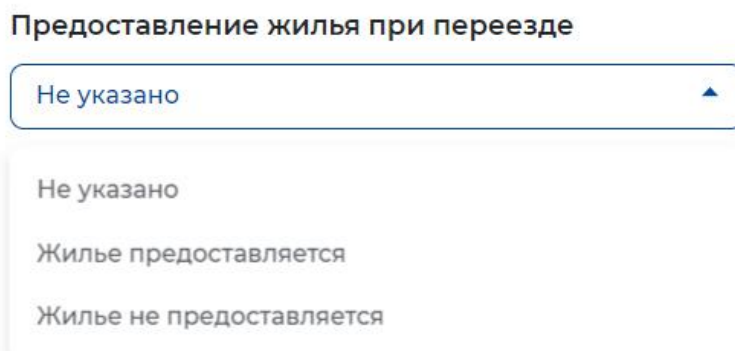 Предоставление жилья при переезде
Не указано
Не указано
Жилье предоставляется
Жилье не предоставляется